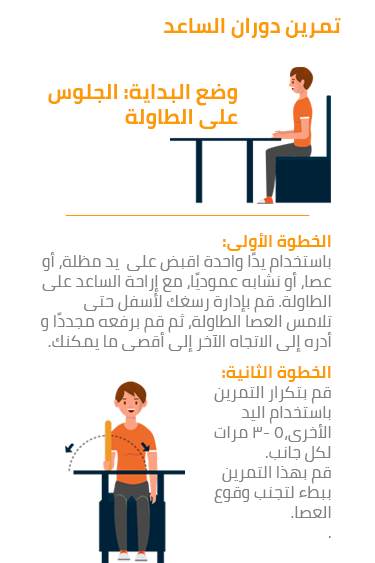 تمرين دوران الساعد
وضع البداية: الجلوس
على الطاولة
الخطوة الأولى:
باستخدام يدًا واحدة اقبض على يد مظلة، أو
عصا، أو نشابه عموديًا، مع إراحة الساعد على
الطاولة. قم بإدارة رسغك لأسفل حتى
تلامس العصا الطاولة، ثم قم برفعه مجددًا و
أدره إلى الاتجاه الآخر إلى أقصى ما يمكنك.
الخطوة الثانية:
قم بتكرار التمرين
باستخدام اليد
الأخرى،٥ -٣ مرات
لكل جانب.
قم بهذا التمرين
ببطء لتجنب وقوع
العصا.
.